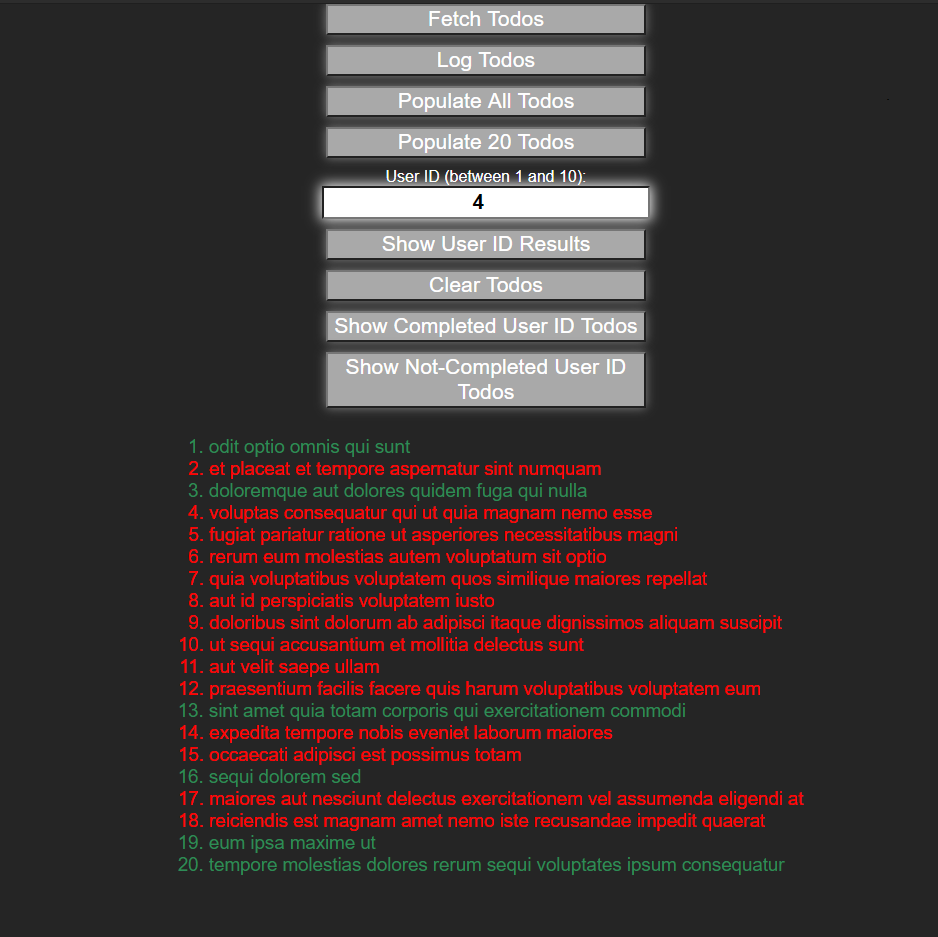 Fetch Todos
Log Todos
Populate All Todos
Populate 20 Todos
User ID (between 1 and 10):
4
Show User ID Results
Clear Todos
Show Completed User ID Todos
Show Not-Completed User ID
Todos
1. odit optio omnis qui sunt
2. et placeat et tempore aspernatur sint numquam
3. doloremque aut dolores quidem fuga qui nulla
4. voluptas consequatur qui ut quia magnam nemo esse
5. fugiat pariatur ratione ut asperiores necessitatibus magni
6. rerum eum molestias autem voluptatum sit optio
7. quia voluptatibus voluptatem quos similique maiores repellat
8. aut id perspiciatis voluptatem iusto
9. doloribus sint dolorum ab adipisci itaque dignissimos aliquam suscipit
10. ut sequi accusantium et mollitia delectus sunt
11. aut velit saepe ullam
12. praesentium facilis facere quis harum voluptatibus voluptatem eum
13. sint amet quia totam corporis qui exercitationem commodi
14. expedita tempore nobis eveniet laborum maiores
15. occaecati adipisci est possimus totam
16. sequi dolorem sed
17. maiores aut nesciunt delectus exercitationem vel assumenda eligendi at
18. reiciendis est magnam amet nemo iste recusandae impedit quaerat
19. eum ipsa maxime ut
20. tempore molestias dolores rerum sequi voluptates ipsum consequatur